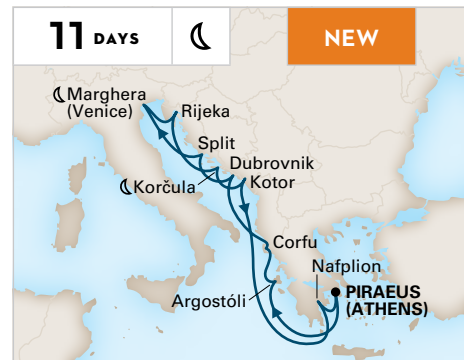 11 DAYS
NEW
Marghera
(Venice)
Rijeka
Split
Dubrovnik
Korčula
Kotor
Corfu
Nafplion
Argostóli
PIRAEUS
(ATHENS)